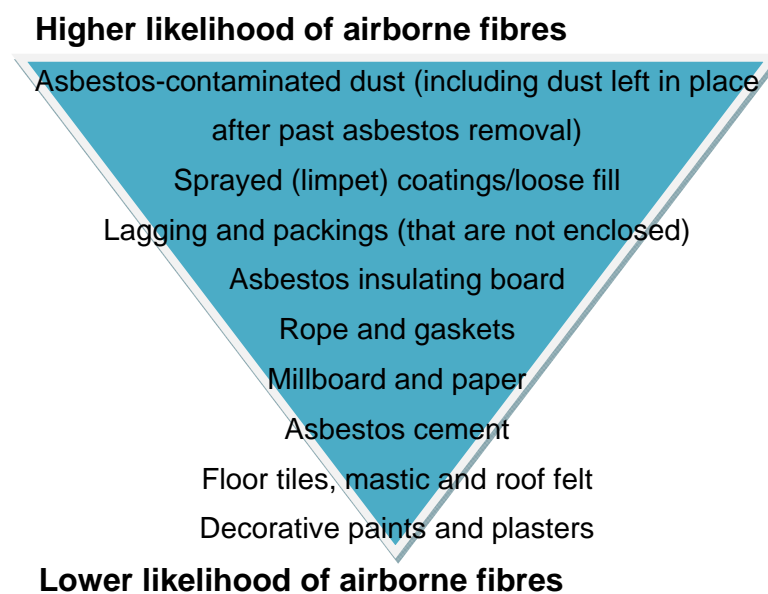 Higher likelihood of airborne fibres
Asbestos-contaminated dust (including dust left in place
after past asbestos removal)
Sprayed (limpet) coatings/loose fill
Lagging and packings (that are not enclosed)
Asbestos insulating board
Rope and gaskets
Millboard and paper
Asbestos cement
Floor tiles, mastic and roof felt
Decorative paints and plasters
Lower likelihood of airborne fibres